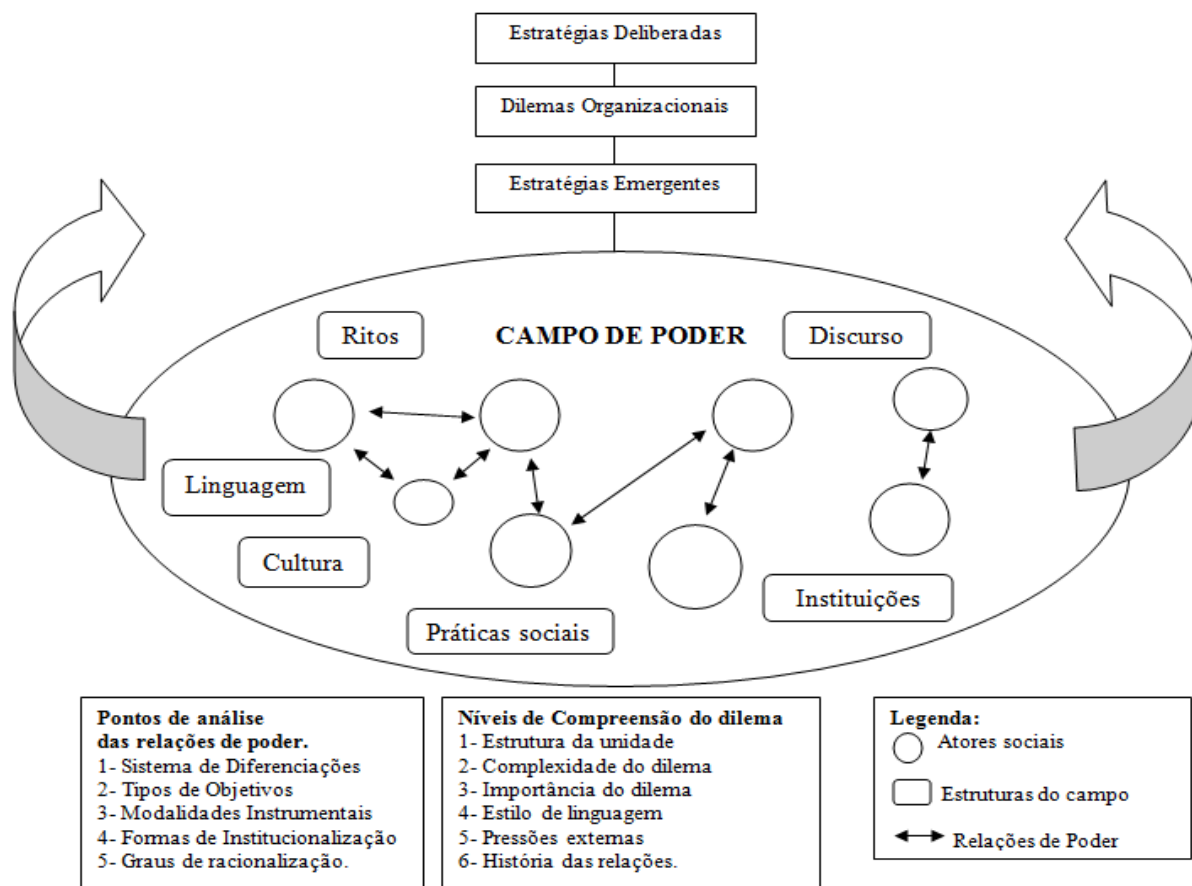 Estratégias Deliberadas
Dilemas Organizacionais
Estratégias Emergentes
Ritos
CAMPO DE PODER
Discurso
Linguagem
Cultura
Práticas sociais
Instituições
Pontos de análise
das relações de poder.
1- Sistema de Diferenciações
2- Tipos de Objetivos
3- Modalidades Instrumentais
4- Formas de Institucionalização
5- Graus de racionalização.
Níveis de Compreensão do dilema
1- Estrutura da unidade
2- Complexidade do dilema
3- Importância do dilema
4- Estilo de linguagem
5- Pressões externas
6- História das relações.
Legenda:
Atores sociais
Estruturas do campo
Relações de Poder